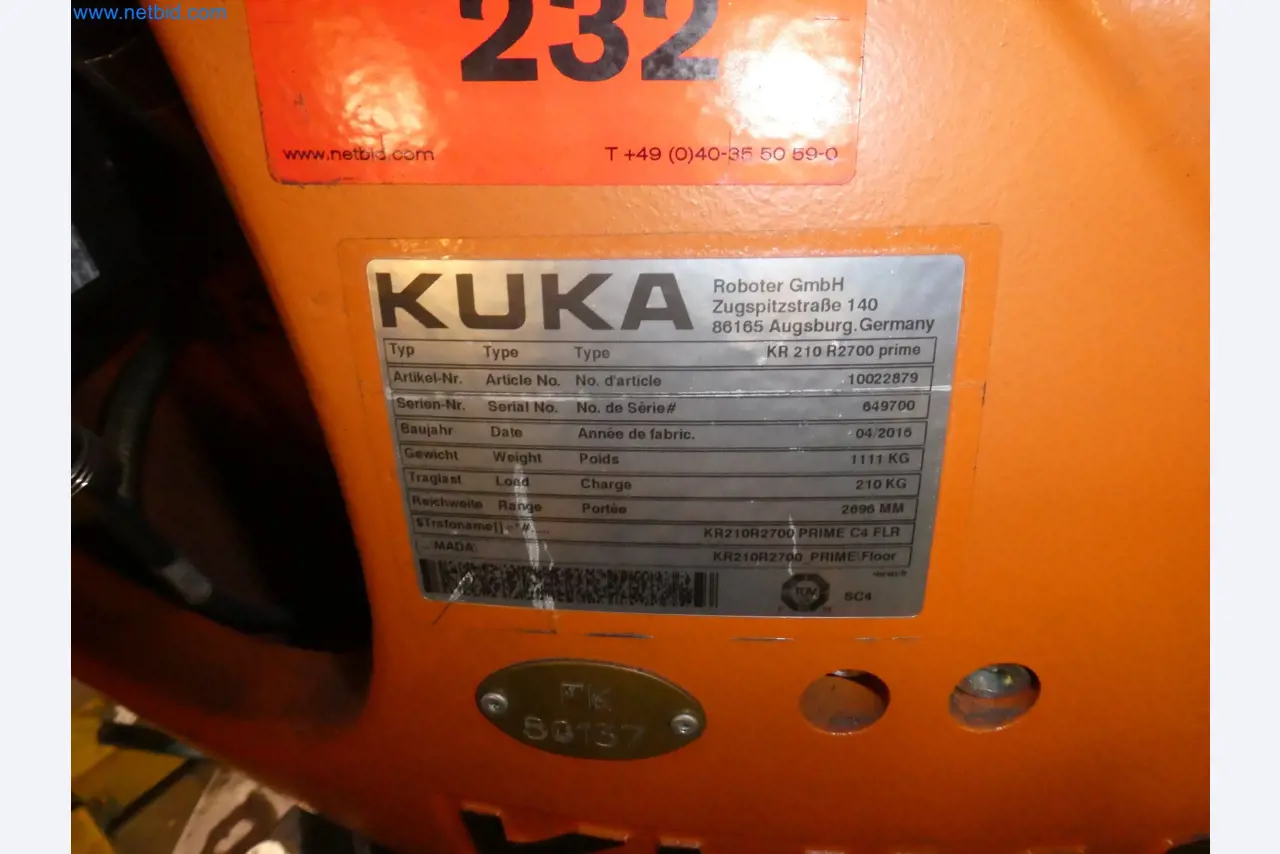 www.netbid.com
232
www.netbid.com T +49 (0)40-35 50 59-0
KUKA
Roboter GmbH
Zugspitzstraße 140
86165 Augsburg, Germany
Typ Type Type KR 210 R2700 prime
Artikel-Nr. Article No. No. d'article 10022879
Serien-Nr. Serial No. No. de Série# 649700
Baujahr Date Année de fabric. 04/2016
Gewicht Weight Poids 1111 KG
Traglast Load Charge 210 KG
Reichweite Range Portée 2696 MM
$Trafoname[]="#..... KR210R2700 PRIME C4 FLR
(...\MADA\ KR210R2700_PRIME\Floor
TÜV
SC4
80137